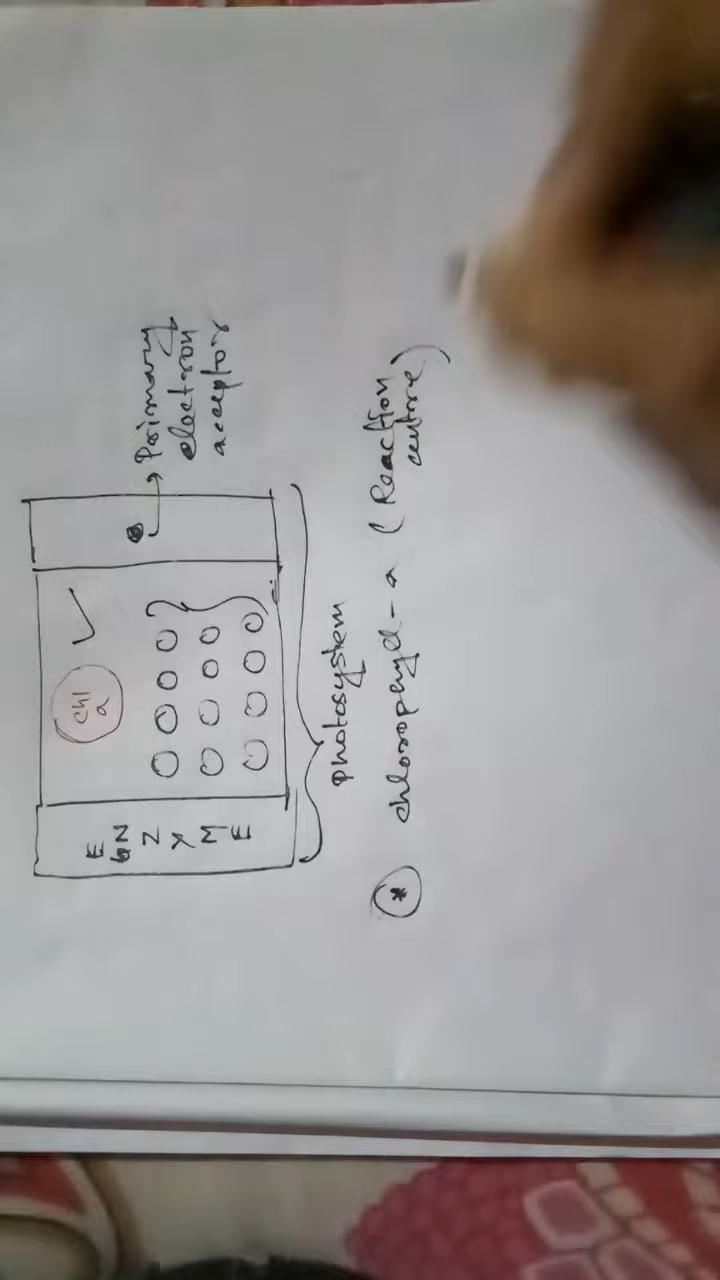 E
N
Z
Y
M
E
Chl
a
Primary
electron
acceptor
Photosystem
* chlorophyll-a (Reaction
centre)